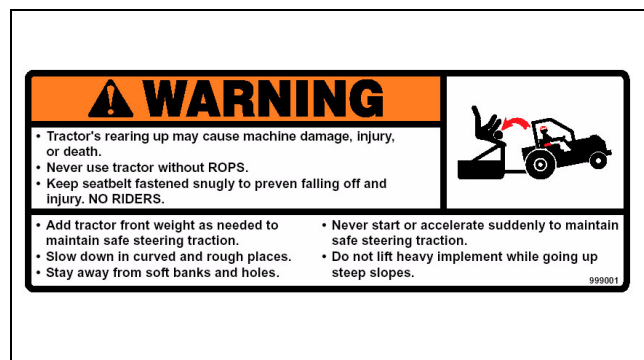 WARNING
• Tractor's rearing up may cause machine damage, injury,
or death.
• Never use tractor without ROPS.
• Keep seatbelt fastened snugly to preven falling off and
injury. NO RIDERS.
• Add tractor front weight as needed to
maintain safe steering traction.
• Slow down in curved and rough places.
• Stay away from soft banks and holes.
• Never start or accelerate suddenly to maintain
safe steering traction.
• Do not lift heavy implement while going up
steep slopes.
999001